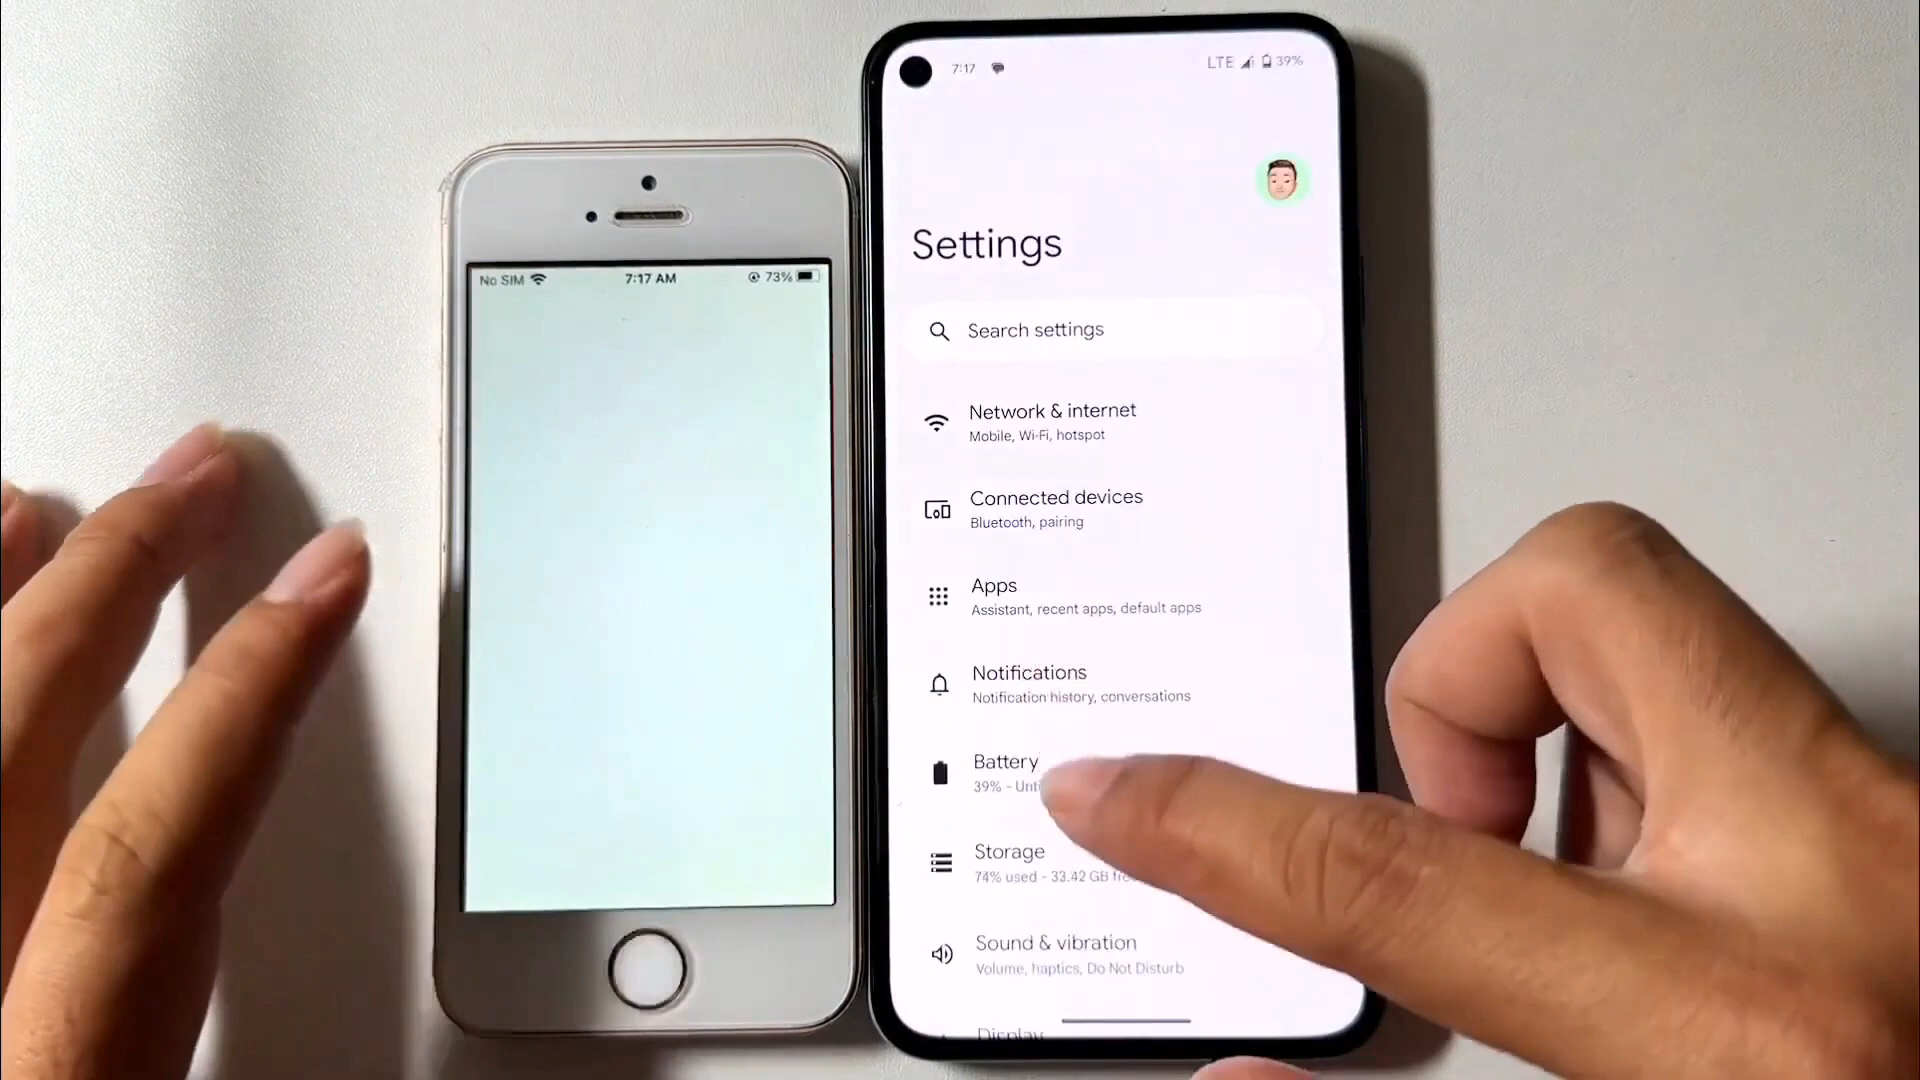 No SIM 7:17 AM 73%
7:17 LTE 39%
Settings
Search settings
Network & internet
Mobile, Wi-Fi, hotspot
Connected devices
Bluetooth, pairing
Apps
Assistant, recent apps, default apps
Notifications
Notification history, conversations
Battery
39% -
Storage
74% used - 33.42 GB
Sound & vibration
Volume, haptics, Do Not Disturb
Display